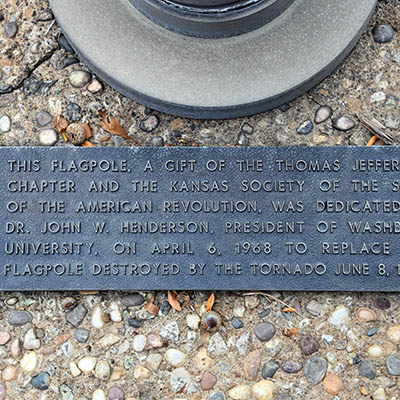 THIS FLAGPOLE, A GIFT OF THE THOMAS JEFFER
CHAPTER AND THE KANSAS SOCIETY OF THE S
OF THE AMERICAN REVOLUTION, WAS DEDICATED
DR. JOHN W. HENDERSON, PRESIDENT OF WASHB
UNIVERSITY, ON APRIL 6, 1968 TO REPLACE
FLAGPOLE DESTROYED BY THE TORNADO JUNE 8, 1